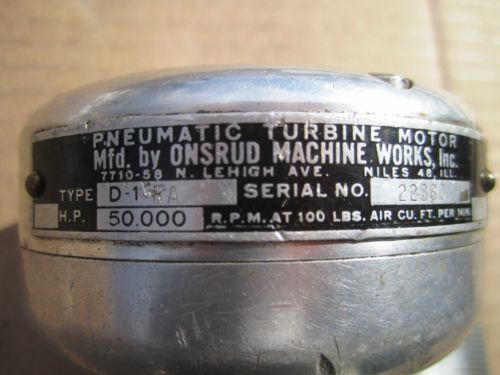 PNEUMATIC TURBINE MOTOR
Mfd. by ONSRUD MACHINE WORKS, Inc.
7710-58 N. LEHIGH AVE. NILES 48, ILL.
TYPE SERIAL NO.
H.P. 50.000 R.P.M. AT 100 LBS. AIR CU. FT. PER MIN.